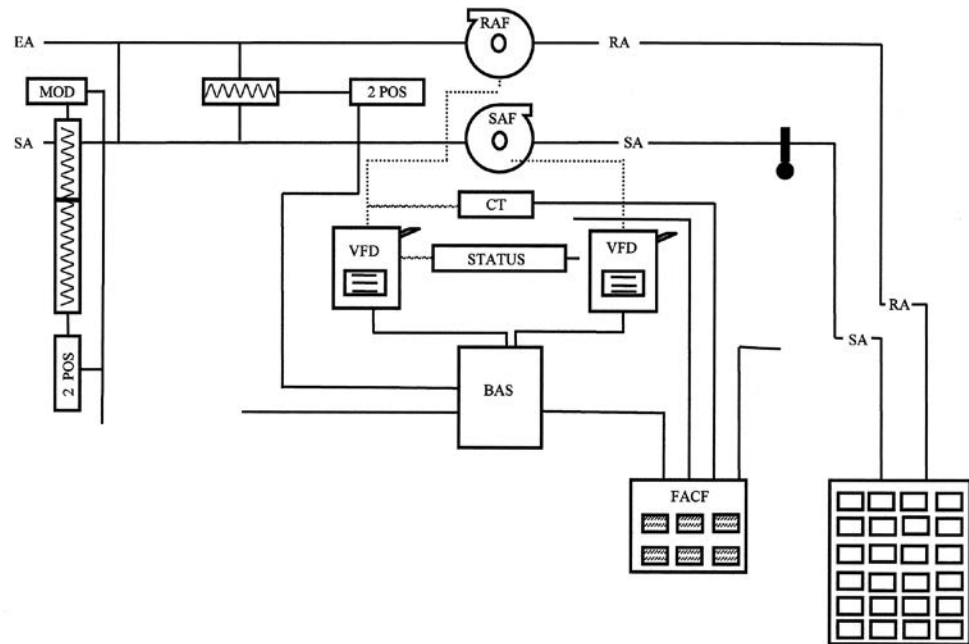 RAF
EA
RA
MOD
2 POS
SAF
SA
SA
CT
VFD
STATUS
VFD
RA
SA
2 POS
BAS
FACF